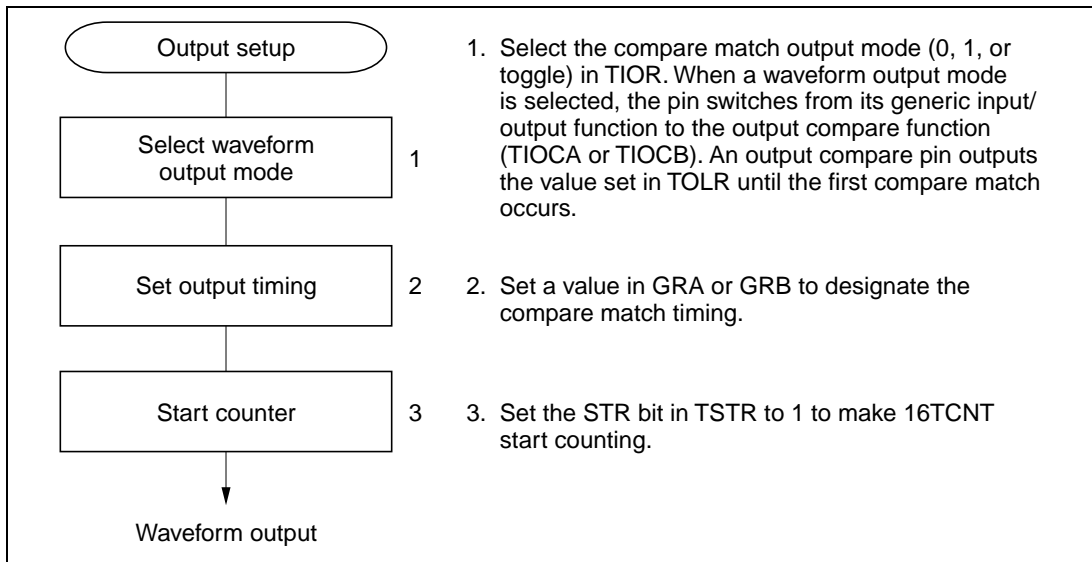 Output setup
Select waveform
output mode
1
Set output timing
2
Start counter
3
Waveform output
1. Select the compare match output mode (0, 1, or
toggle) in TIOR. When a waveform output mode
is selected, the pin switches from its generic input/
output function to the output compare function
(TIOCA or TIOCB). An output compare pin outputs
the value set in TOLR until the first compare match
occurs.
2. Set a value in GRA or GRB to designate the
compare match timing.
3. Set the STR bit in TSTR to 1 to make 16TCNT
start counting.